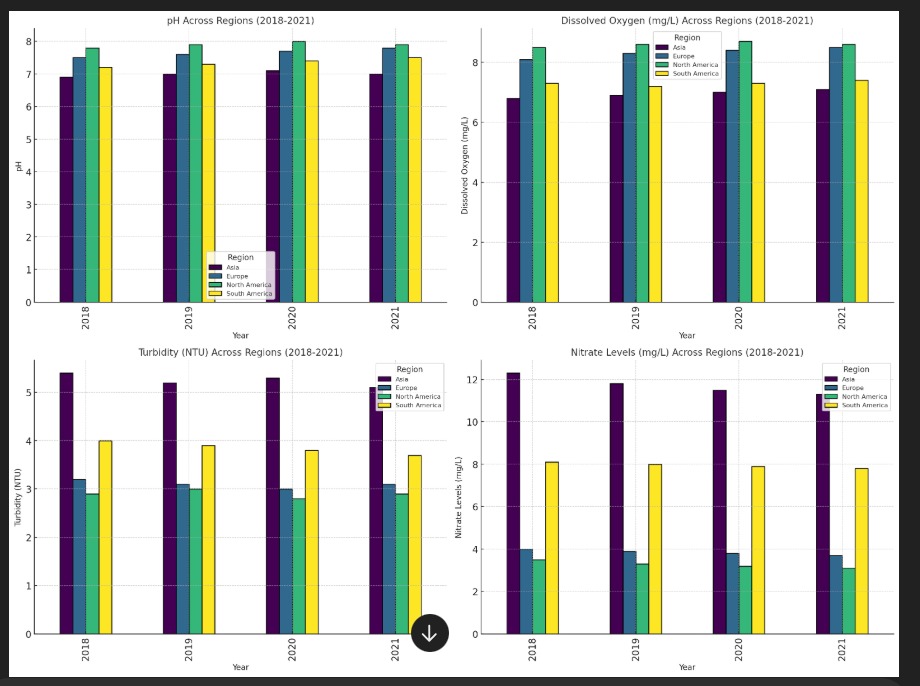 pH Across Regions (2018-2021)
pH
8
7
6
5
4
3
2
1
0
Region
Asia
Europe
North America
South America
2018
2019
2020
2021
Year
Dissolved Oxygen (mg/L) Across Regions (2018-2021)
Dissolved Oxygen (mg/L)
8
6
4
2
0
Region
Asia
Europe
North America
South America
2018
2019
2020
2021
Year
Turbidity (NTU) Across Regions (2018-2021)
Turbidity (NTU)
5
4
3
2
1
0
Region
Asia
Europe
North America
South America
2018
2019
2020
2021
Year
Nitrate Levels (mg/L) Across Regions (2018-2021)
Nitrate Levels (mg/L)
12
10
8
6
4
2
0
Region
Asia
Europe
North America
South America
2018
2019
2020
2021
Year